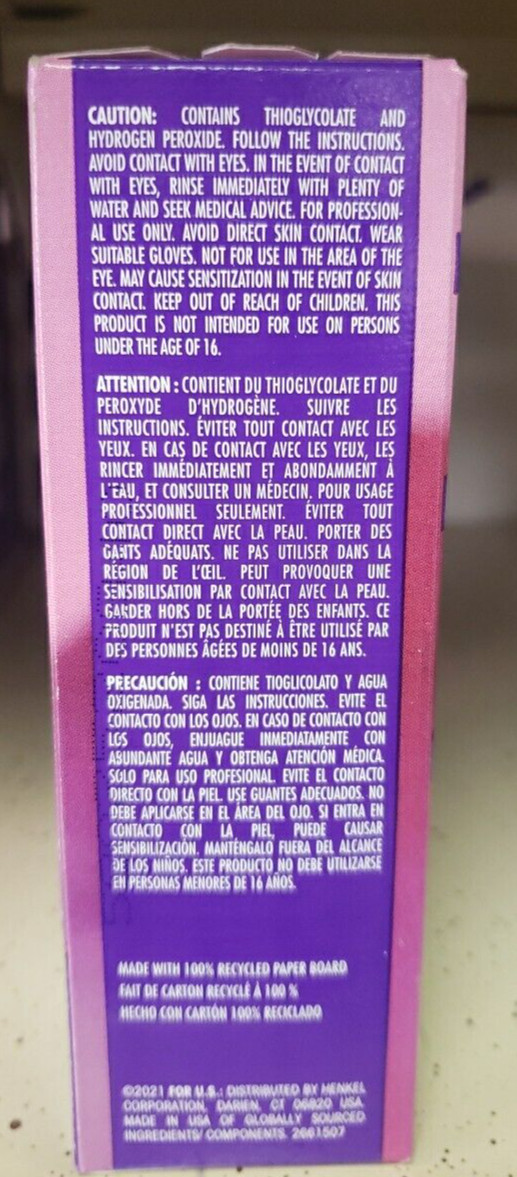 CAUTION: CONTAINS THIOGLYCOLATE AND
HYDROGEN PEROXIDE. FOLLOW THE INSTRUCTIONS.
AVOID CONTACT WITH EYES. IN THE EVENT OF CONTACT
WITH EYES, RINSE IMMEDIATELY WITH PLENTY OF
WATER AND SEEK MEDICAL ADVICE. FOR PROFESSION-
AL USE ONLY. AVOID DIRECT SKIN CONTACT. WEAR
SUITABLE GLOVES. NOT FOR USE IN THE AREA OF THE
EYE. MAY CAUSE SENSITIZATION IN THE EVENT OF SKIN
CONTACT. KEEP OUT OF REACH OF CHILDREN. THIS
PRODUCT IS NOT INTENDED FOR USE ON PERSONS
UNDER THE AGE OF 16.
ATTENTION : CONTIENT DU THIOGLYCOLATE ET DU
PEROXYDE D'HYDROGÈNE. SUIVRE LES
INSTRUCTIONS. ÉVITER TOUT CONTACT AVEC LES
YEUX. EN CAS DE CONTACT AVEC LES YEUX, LES
RINCER IMMÉDIATEMENT ET ABONDAMMENT À
L'EAU, ET CONSULTER UN MÉDECIN. POUR USAGE
PROFESSIONNEL SEULEMENT. ÉVITER TOUT
CONTACT DIRECT AVEC LA PEAU. PORTER DES
GANTS ADÉQUATS. NE PAS UTILISER DANS LA
RÉGION DE L'ŒIL. PEUT PROVOQUER UNE
SENSIBILISATION PAR CONTACT AVEC LA PEAU.
GARDER HORS DE LA PORTÉE DES ENFANTS. CE
PRODUIT N'EST PAS DESTINÉ À ÊTRE UTILISÉ PAR
DES PERSONNES ÂGÉES DE MOINS DE 16 ANS.
PRECAUCIÓN : CONTIENE TIOGLICOLATO Y AGUA
OXIGENADA. SIGA LAS INSTRUCCIONES. EVITE EL
CONTACTO CON LOS OJOS. EN CASO DE CONTACTO CON
LOS OJOS, ENJUAGUE INMEDIATAMENTE CON
ABUNDANTE AGUA Y OBTENGA ATENCIÓN MÉDICA.
SOLO PARA USO PROFESIONAL. EVITE EL CONTACTO
DIRECTO CON LA PIEL. USE GUANTES ADECUADOS. NO
DEBE APLICARSE EN EL ÁREA DEL OJO. SI ENTRA EN
CONTACTO CON LA PIEL, PUEDE CAUSAR
SENSIBILIZACIÓN. MANTÉNGALO FUERA DEL ALCANCE
DE LOS NIÑOS. ESTE PRODUCTO NO DEBE UTILIZARSE
EN PERSONAS MENORES DE 16 AÑOS.
MADE WITH 100% RECYCLED PAPER BOARD
FAIT DE CARTON RECYCLÉ À 100 %
HECHO CON CARTÓN 100% RECICLADO
©2021 FOR U.S.: DISTRIBUTED BY HENKEL
CORPORATION, DARIEN, CT 06820 USA.
MADE IN USA OF GLOBALLY SOURCED
INGREDIENTS/ COMPONENTS. 2661507